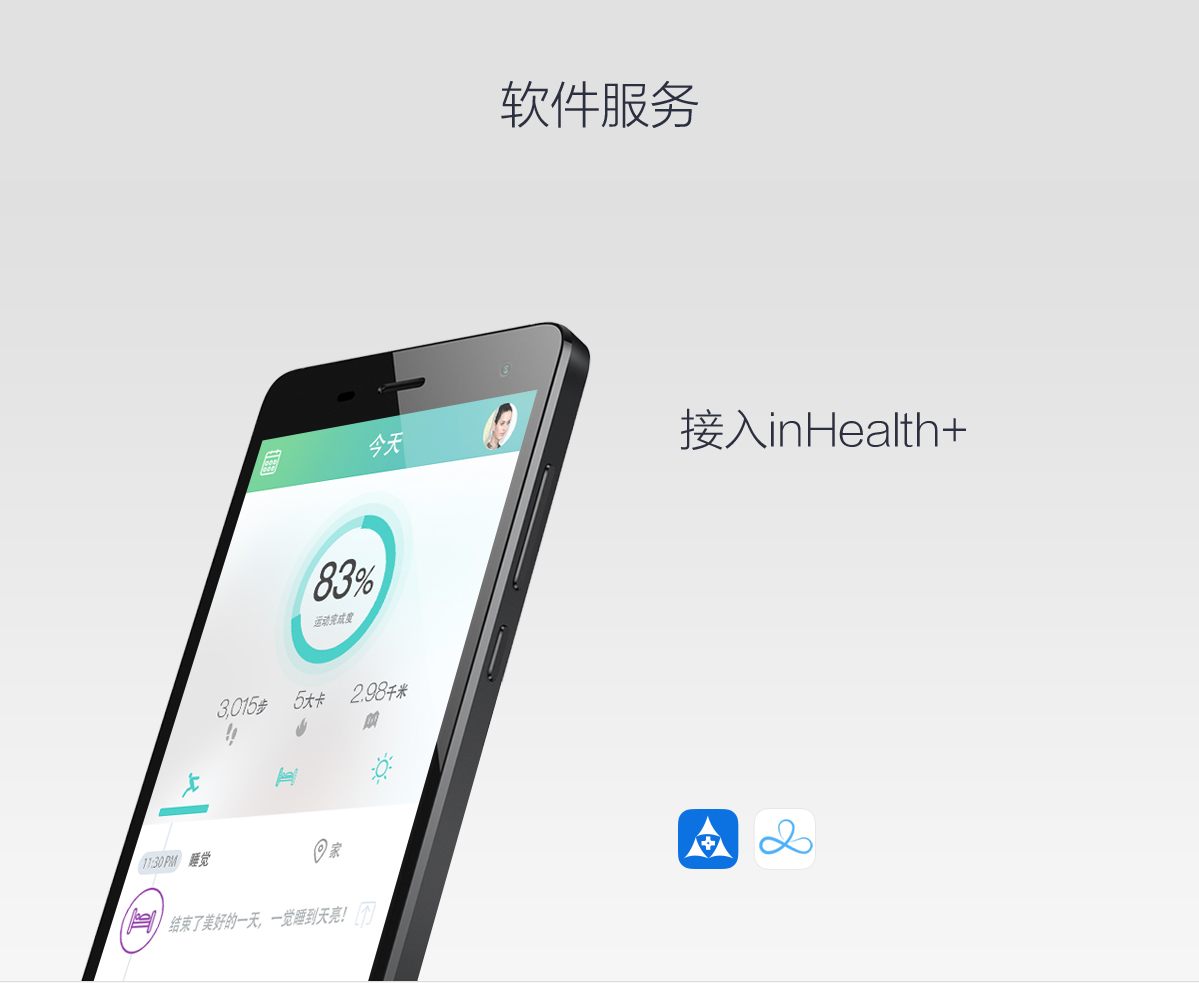 软件服务
接入inHealth+
今天
83%
运动完成度
3,015步 5大卡 2.98千米
11:30 PM 睡觉 家
结束了美好的一天，一觉睡到天亮！